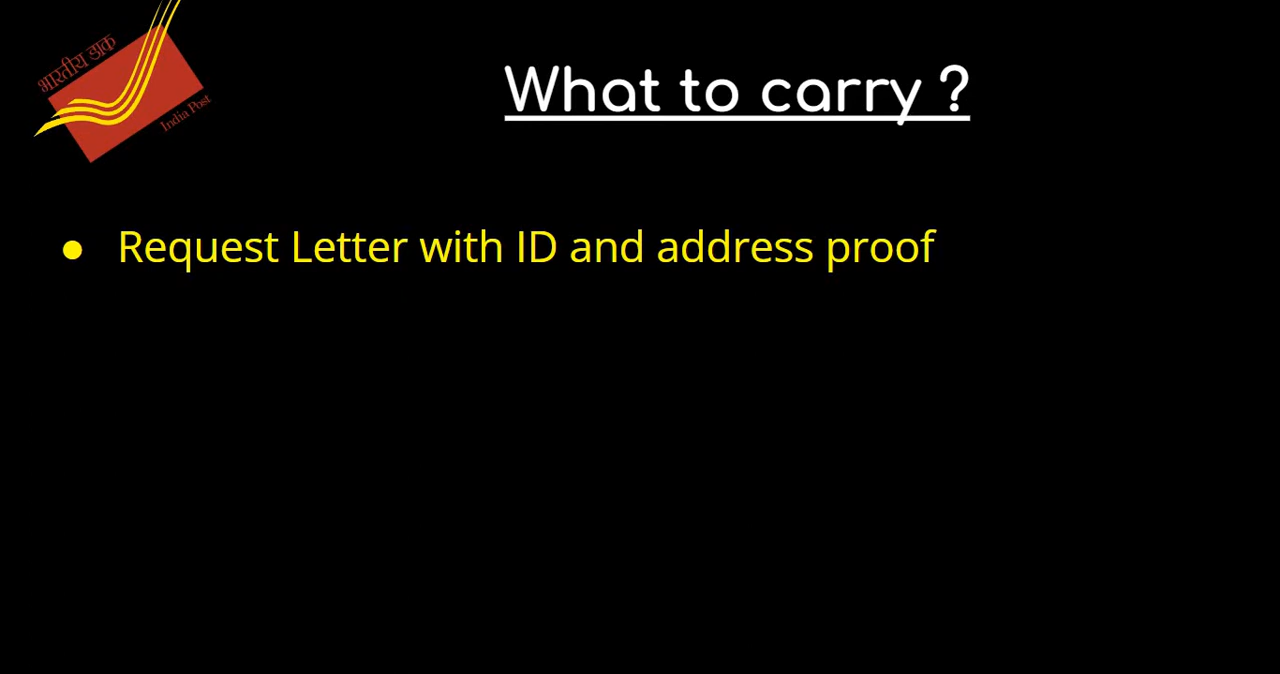 भारतीय डाक
India Post
What to carry ?
● Request Letter with ID and address proof